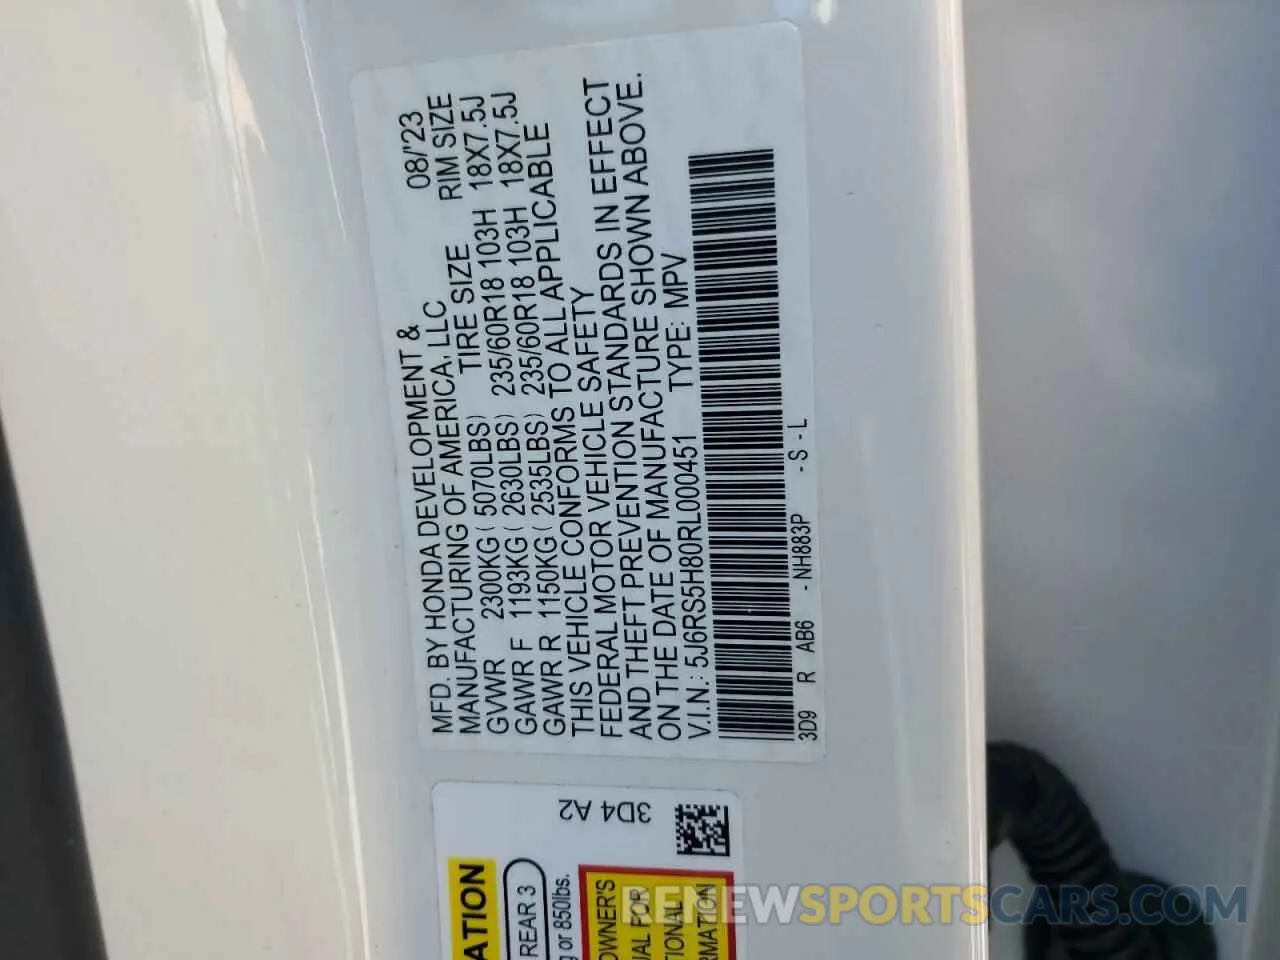 MFD. BY HONDA DEVELOPMENT & 08/'23
MANUFACTURING OF AMERICA, LLC RIM SIZE
TIRE SIZE
GVWR 2300KG ( 5070LBS)
GAWR F 1193KG ( 2630LBS) 235/60R18 103H 18X7.5J
GAWR R 1150KG ( 2535LBS) 235/60R18 103H 18X7.5J
THIS VEHICLE CONFORMS TO ALL APPLICABLE
FEDERAL MOTOR VEHICLE SAFETY
AND THEFT PREVENTION STANDARDS IN EFFECT
ON THE DATE OF MANUFACTURE SHOWN ABOVE.
V.I.N.: 5J6RS5H80RL000451 TYPE: MPV
3D9 R AB6 - NH883P - S - L
3D4 A2
ATION
REAR 3
g or 850lbs.
OWNER'S
UAL FOR
TIONAL
RMATION
RENEWSPORTSCARS.COM